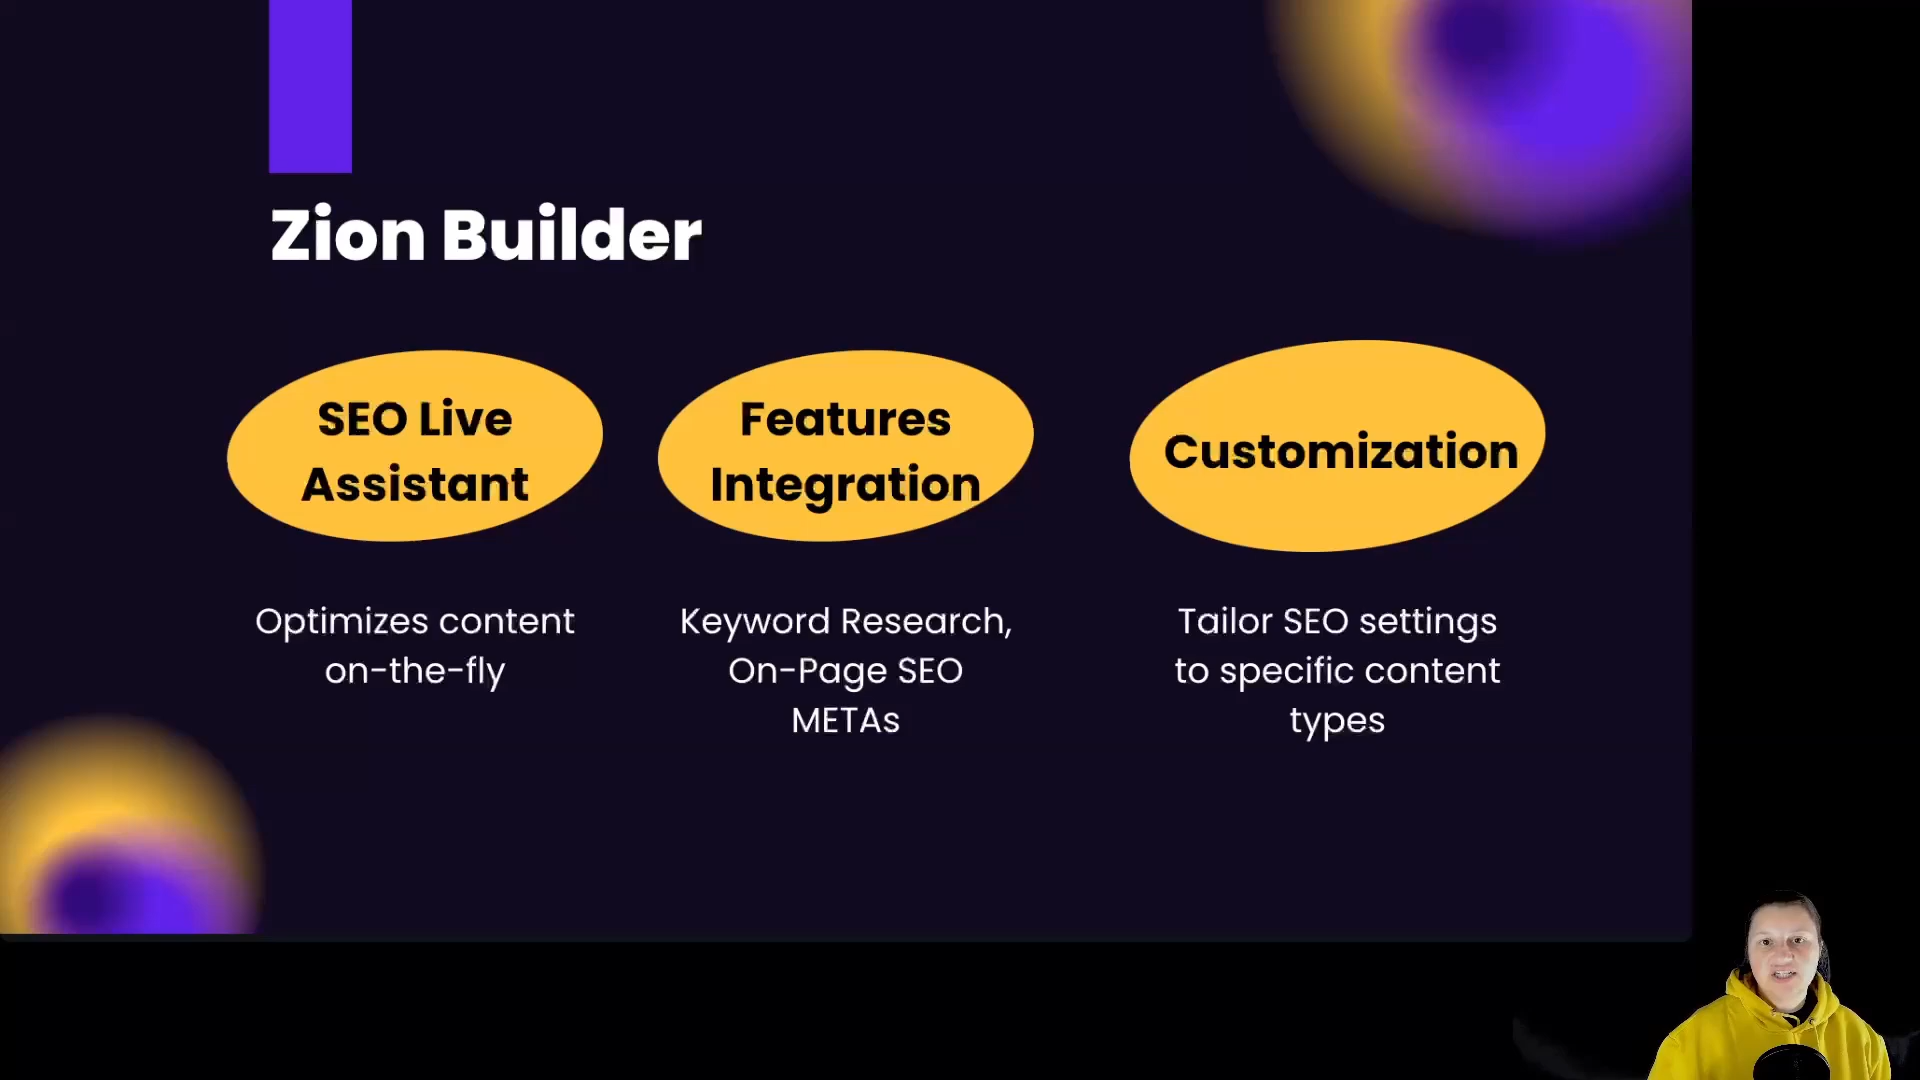 Zion Builder
SEO Live
Assistant
Optimizes content
on-the-fly
Features
Integration
Keyword Research,
On-Page SEO
METAs
Customization
Tailor SEO settings
to specific content
types